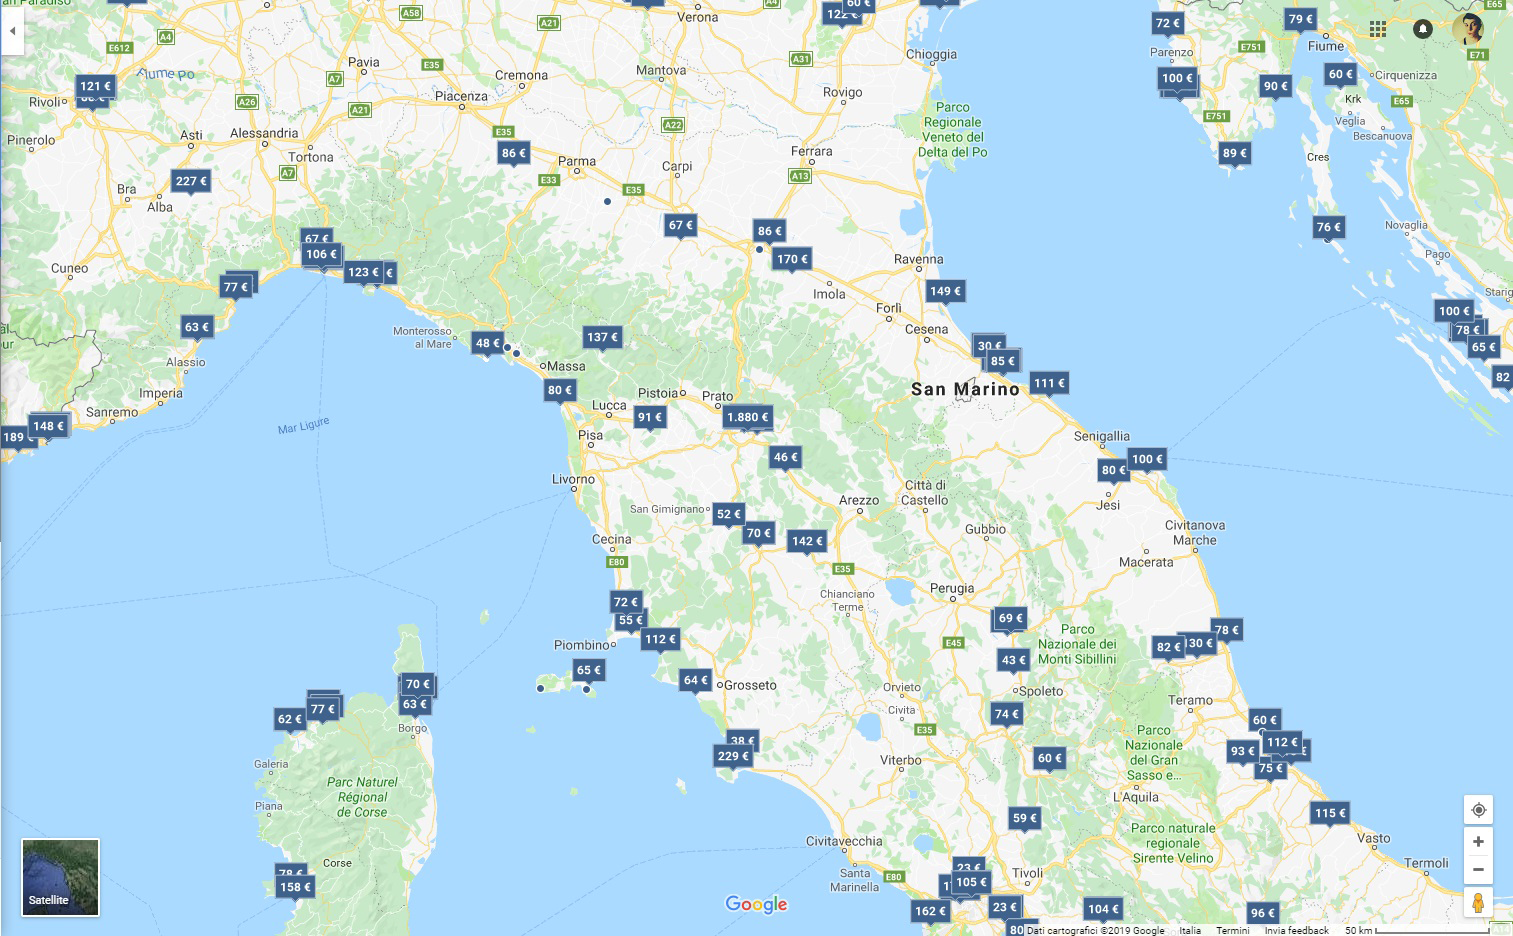 A58
A4
Verona
122 €
60 €
72 €
79 €
E65
A21
A4
E612
Chioggia
Parenzo
E751
Fiume
E71
Fiume Po
Pavia
E35
Cremona
Mantova
A31
100 €
60 €
Cirquenizza
121 €
A7
Rovigo
90 €
Rivoli
A26
A21
Piacenza
Parco
Regionale
Veneto del
Delta del Po
Krk
E65
E751
Veglia
Bescanuova
Pinerolo
Asti
Alessandria
E35
A22
86 €
Ferrara
89 €
Cres
Tortona
Parma
Carpi
A7
E33
A13
227 €
E35
Bra
Alba
67 €
86 €
76 €
Novaglia
67 €
106 €
170 €
Ravenna
Pago
Cuneo
123 €
€
77 €
Imola
149 €
Starig
Forlì
100 €
63 €
Monterosso
al Mare
48 €
137 €
Cesena
30 €
78 €
85 €
65 €
Alassio
Massa
82
Imperia
80 €
Pistoia
Prato
San Marino
111 €
Sanremo
Lucca
91 €
1.880 €
148 €
Mar Ligure
189 €
Pisa
Senigallia
46 €
100 €
80 €
Livorno
Città di
Castello
Arezzo
Jesi
San Gimignano
52 €
70 €
Gubbio
Civitanova
Marche
Cecina
142 €
E80
E35
Macerata
Chianciano
Terme
Perugia
72 €
55 €
69 €
Parco
Nazionale dei
Monti Sibillini
78 €
112 €
E45
82 €
130 €
Piombino
43 €
65 €
70 €
64 €
Grosseto
Orvieto
Spoleto
63 €
77 €
62 €
Civita
74 €
Teramo
Borgo
E35
60 €
38 €
Parco
Nazionale
del Gran
Sasso e...
93 €
112 €
€
229 €
60 €
75 €
Galeria
Viterbo
Parc Naturel
Régional
de Corse
L'Aquila
Piana
59 €
115 €
Parco naturale
regionale
Sirente Velino
Civitavecchia
Vasto
Corse
23 €
Termoli
78 €
Santa
Marinella
E80
Tivoli
158 €
105 €
Satellite
Google
162 €
23 €
104 €
96 €
80
Dati cartografici ©2019 Google Italia Termini Invia feedback 50 km